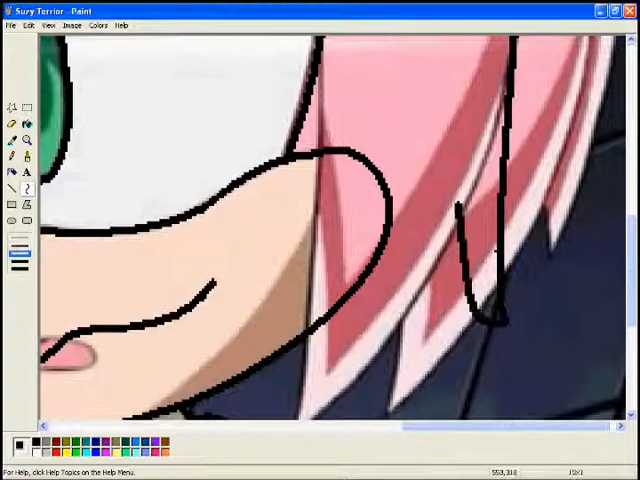 Suzy Terrior - Paint
File Edit View Image Colors Help
A
For Help, click Help Topics on the Help Menu.
553,318